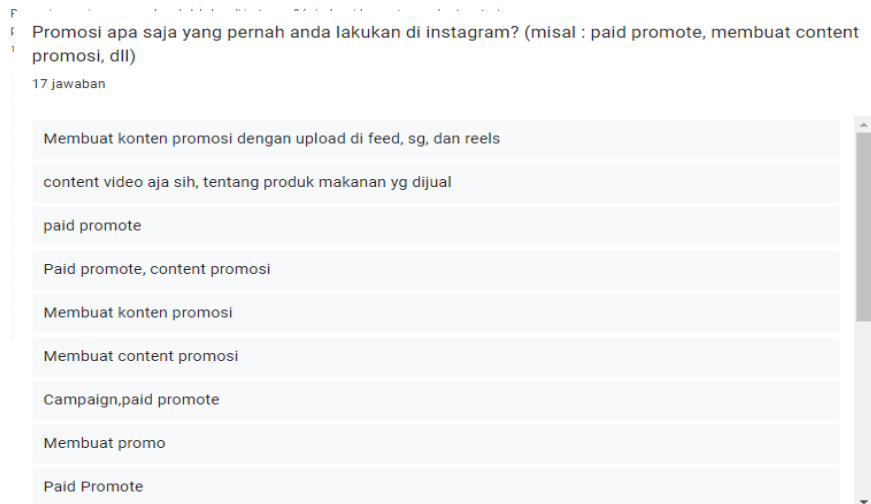 Promosi apa saja yang pernah anda lakukan di instagram? (misal : paid promote, membuat content
promosi, dll)
17 jawaban
Membuat konten promosi dengan upload di feed, sg, dan reels
content video aja sih, tentang produk makanan yg dijual
paid promote
Paid promote, content promosi
Membuat konten promosi
Membuat content promosi
Campaign,paid promote
Membuat promo
Paid Promote